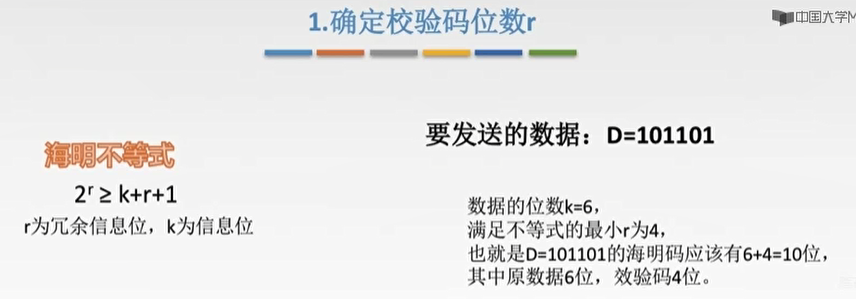 1.确定校验码位数r
中国大学M
海明不等式
2ʳ ≥ k+r+1
r为冗余信息位，k为信息位
要发送的数据：D=101101
数据的位数k=6，
满足不等式的最小r为4，
也就是D=101101的海明码应该有6+4=10位，
其中原数据6位，效验码4位。